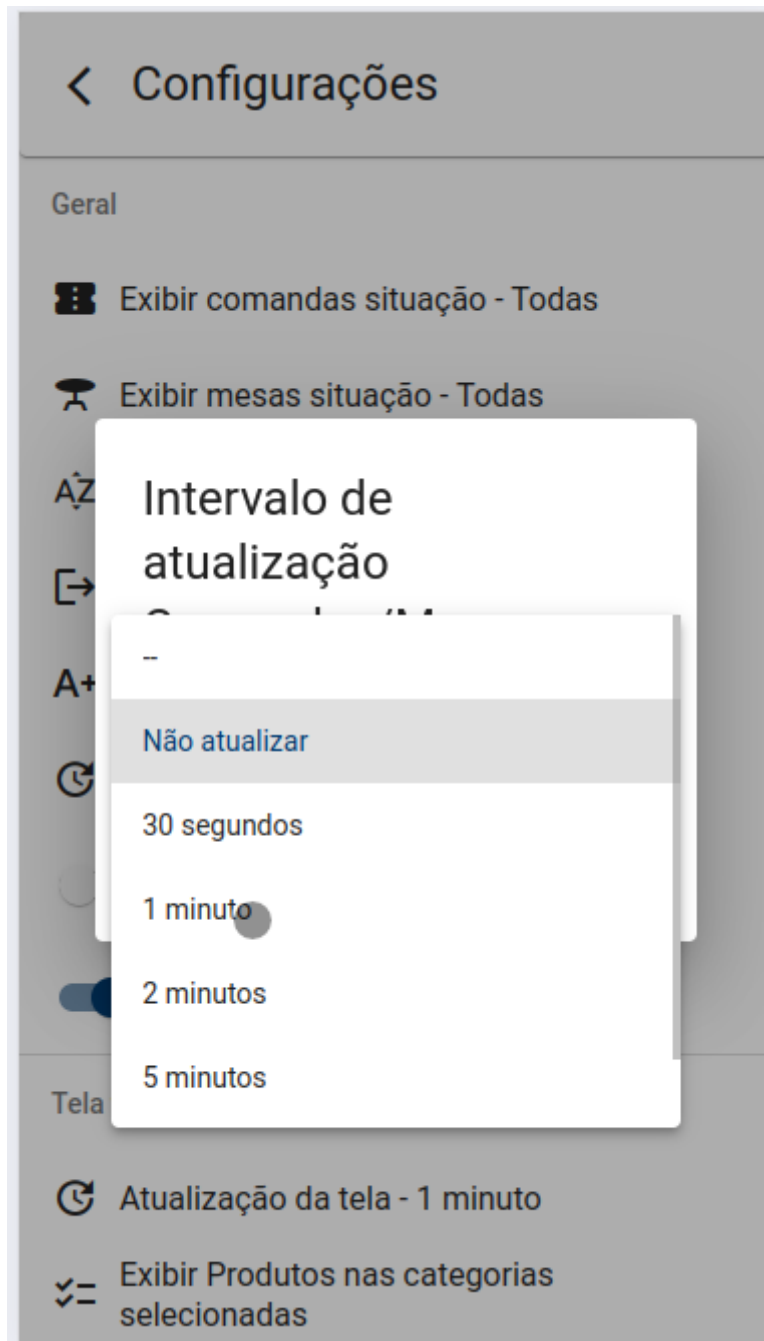 Configurações
Geral
Exibir comandas situação - Todas
Exibir mesas situação - Todas
AZ
Intervalo de
atualização
A+
--
Não atualizar
30 segundos
1 minuto
2 minutos
5 minutos
Tela
Atualização da tela - 1 minuto
Exibir Produtos nas categorias
selecionadas